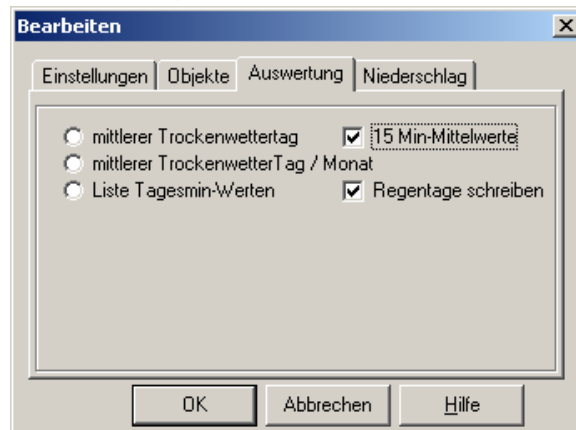 Bearbeiten
Einstellungen Objekte Auswertung Niederschlag
mittlerer Trockenwettertag 15 Min-Mittelwerte
mittlerer TrockenwetterTag / Monat
Liste Tagesmin-Werten Regentage schreiben
OK Abbrechen Hilfe